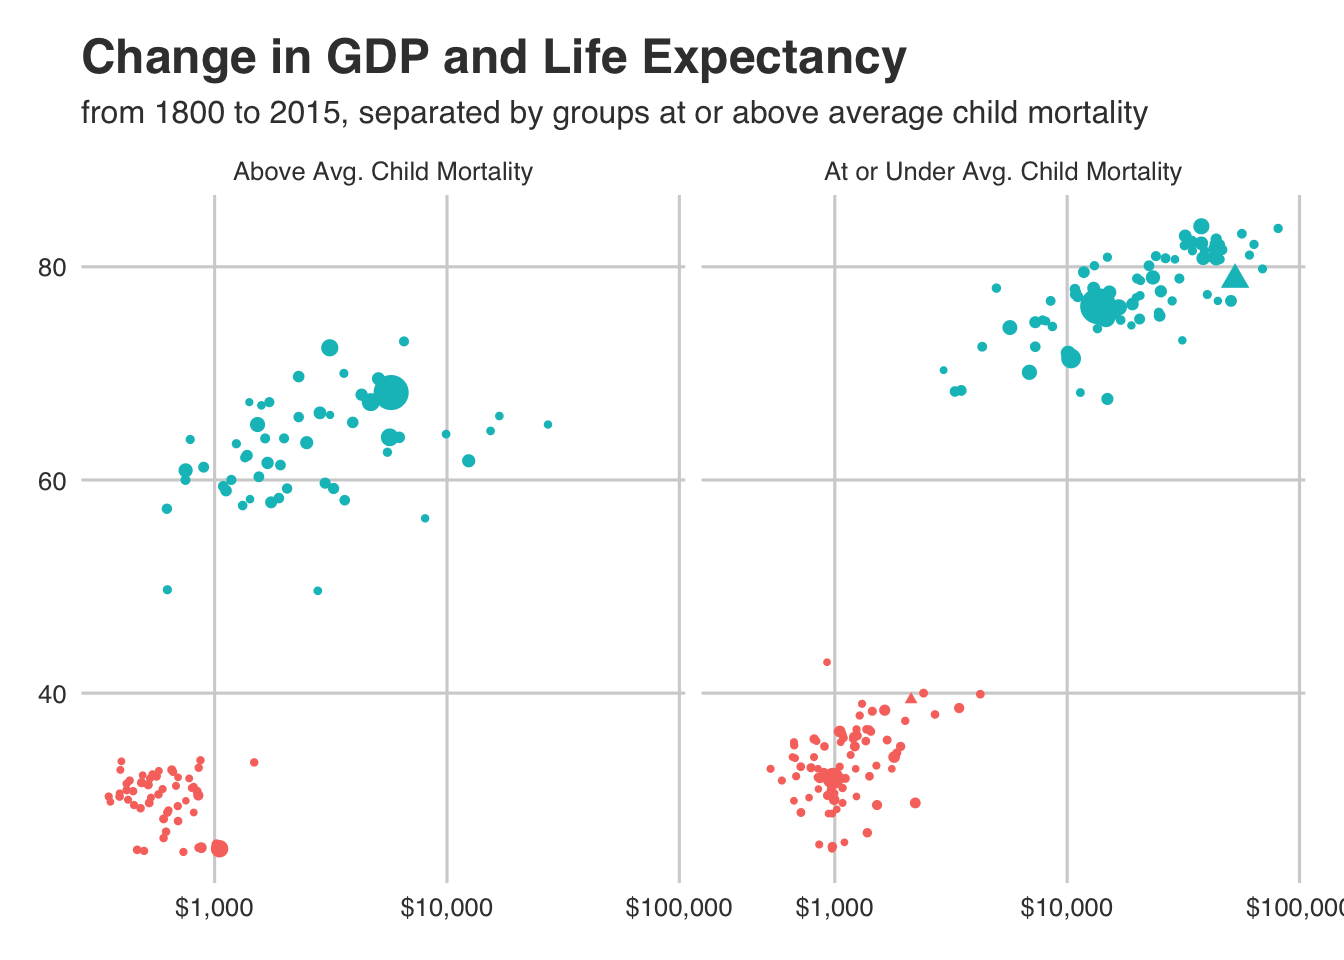 Change in GDP and Life Expectancy
from 1800 to 2015, separated by groups at or above average child mortality
Above Avg. Child Mortality
At or Under Avg. Child Mortality
80
60
40
$1,000
$10,000
$100,000
$1,000
$10,000
$100,000